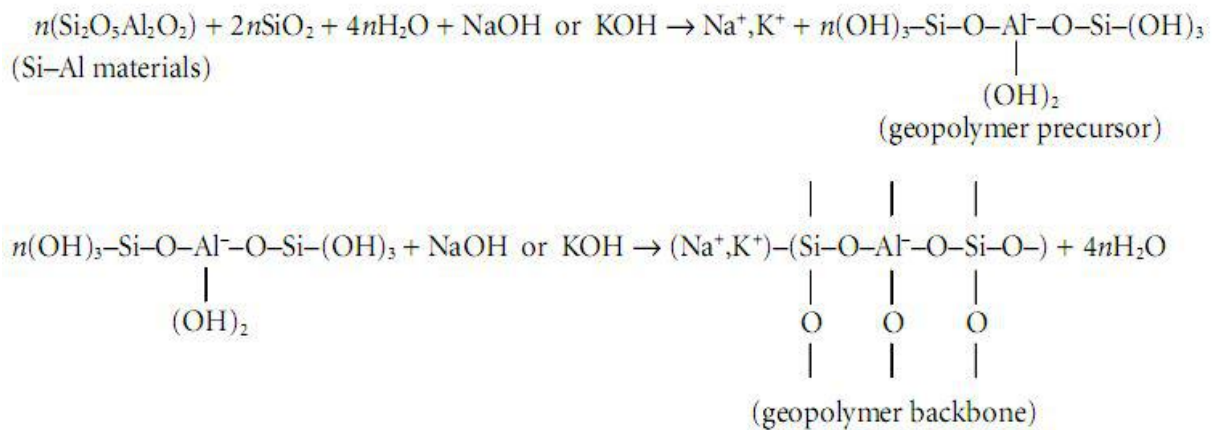 n(Si₂O₅Al₂O₂) + 2nSiO₂ + 4nH₂O + NaOH or KOH → Na⁺,K⁺ + n(OH)₃–Si–O–Al⁻–O–Si–(OH)₃
(Si–Al materials)
(OH)₂
(geopolymer precursor)
n(OH)₃–Si–O–Al⁻–O–Si–(OH)₃ + NaOH or KOH → (Na⁺,K⁺)–(Si–O–Al⁻–O–Si–O–) + 4nH₂O
(OH)₂ O O O
(geopolymer backbone)